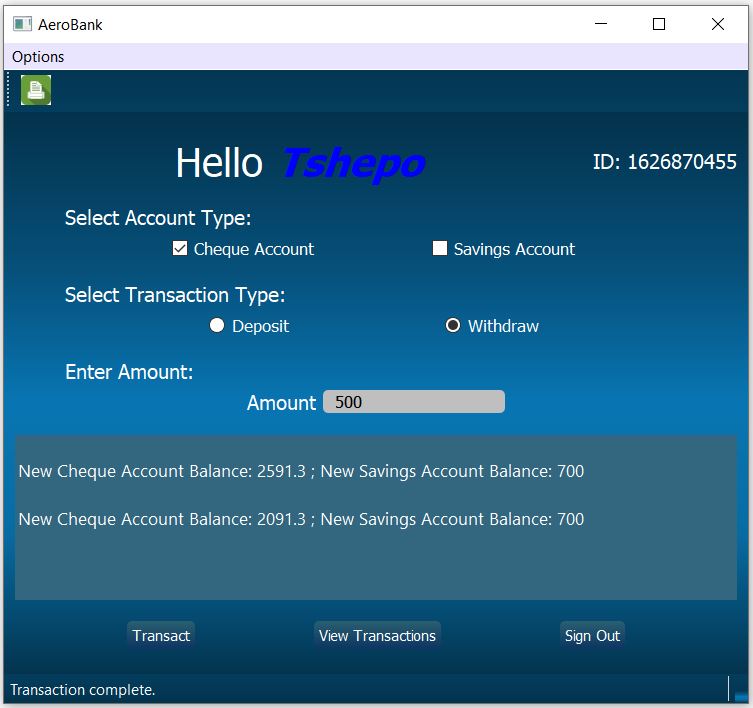 AeroBank
Options
Hello Tshepo
ID: 1626870455
Select Account Type:
Cheque Account Savings Account
Select Transaction Type:
Deposit Withdraw
Enter Amount:
Amount 500
New Cheque Account Balance: 2591.3 ; New Savings Account Balance: 700
New Cheque Account Balance: 2091.3 ; New Savings Account Balance: 700
Transact View Transactions Sign Out
Transaction complete.